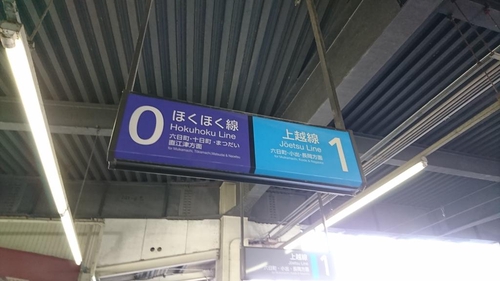 0
ほくほく線
Hokuhoku Line
六日町・十日町・まつだい
直江津方面
上越線
Jōetsu Line
六日町・小出・長岡方面
1
上越線
1